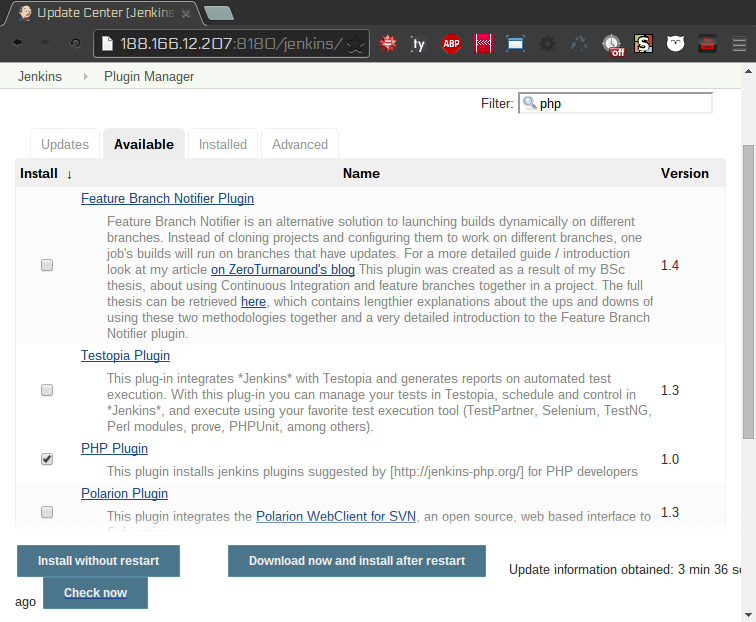 Update Center [Jenkins
188.166.12.207:8180/jenkins/
ty
ABP
off
S
Jenkins Plugin Manager
Filter: php
Updates Available Installed Advanced
Install ↓ Name Version
Feature Branch Notifier Plugin
Feature Branch Notifier is an alternative solution to launching builds dynamically on different
branches. Instead of cloning projects and configuring them to work on different branches, one
job's builds will run on branches that have updates. For a more detailed guide / introduction
look at my article on ZeroTurnaround's blog This plugin was created as a result of my BSc
1.4
thesis, about using Continuous Integration and feature branches together in a project. The full
thesis can be retrieved here, which contains lengthier explanations about the ups and downs of
using these two methodologies together and a very detailed introduction to the Feature Branch
Notifier plugin.
Testopia Plugin
This plug-in integrates *Jenkins* with Testopia and generates reports on automated test
execution. With this plug-in you can manage your tests in Testopia, schedule and control in
1.3
*Jenkins*, and execute using your favorite test execution tool (TestPartner, Selenium, TestNG,
Perl modules, prove, PHPUnit, among others).
PHP Plugin
1.0
This plugin installs jenkins plugins suggested by [http://jenkins-php.org/] for PHP developers
Polarion Plugin
1.3
This plugin integrates the Polarion WebClient for SVN, an open source, web based interface to
Install without restart Download now and install after restart Update information obtained: 3 min 36 se
ago Check now